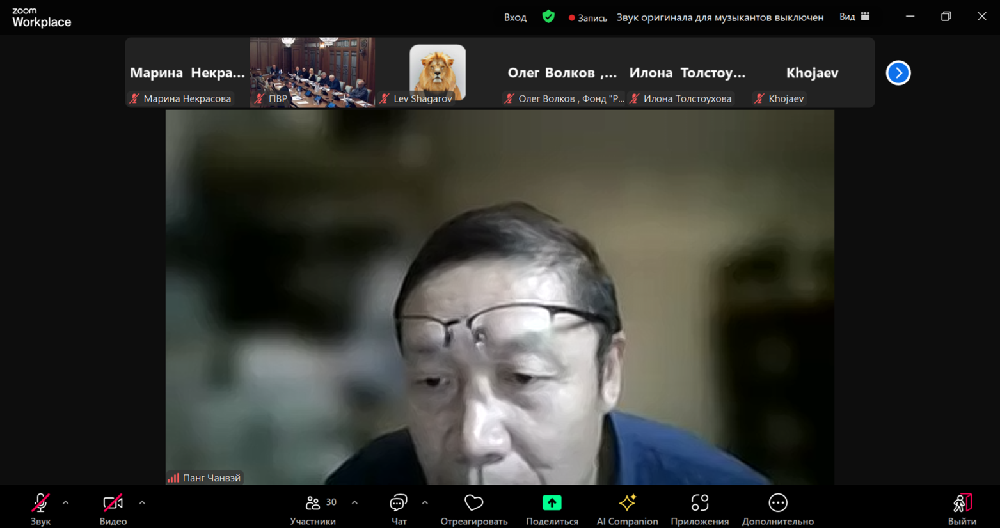 zoom
Workplace
Вход
Запись
Звук оригинала для музыкантов выключен
Вид
Марина Некра...
Олег Волков ,...
Илона Толстоу...
Khojaev
Марина Некрасова
ПВР
Lev Shagarov
Олег Волков , Фонд "Р...
Илона Толстоухова
Khojaev
Панг Чанвэй
30
Звук
Видео
Участники
Чат
Отреагировать
Поделиться
AI Companion
Приложения
Дополнительно
Выйти